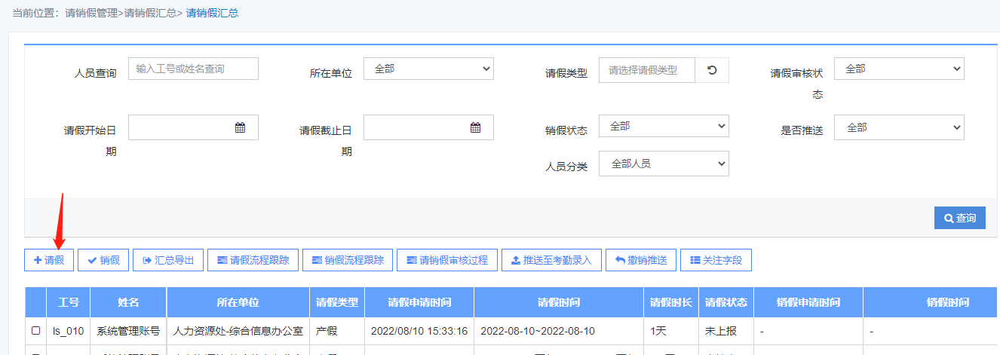 当前位置：请销假管理>请销假汇总> 请销假汇总
人员查询 输入工号或姓名查询 所在单位 全部 请假类型 请选择请假类型 请假审核状态 全部
请假开始日期 请假截止日期 销假状态 全部 是否推送 全部
人员分类 全部人员
查询
请假 销假 汇总导出 请假流程跟踪 销假流程跟踪 请销假审核过程 推送至考勤录入 撤销推送 关注字段
工号 姓名 所在单位 请假类型 请假申请时间 请假时间 请假时长 请假状态 销假申请时间 销假时间
ls_010 系统管理账号 人力资源处-综合信息办公室 产假 2022/08/10 15:33:16 2022-08-10~2022-08-10 1天 未上报 - -